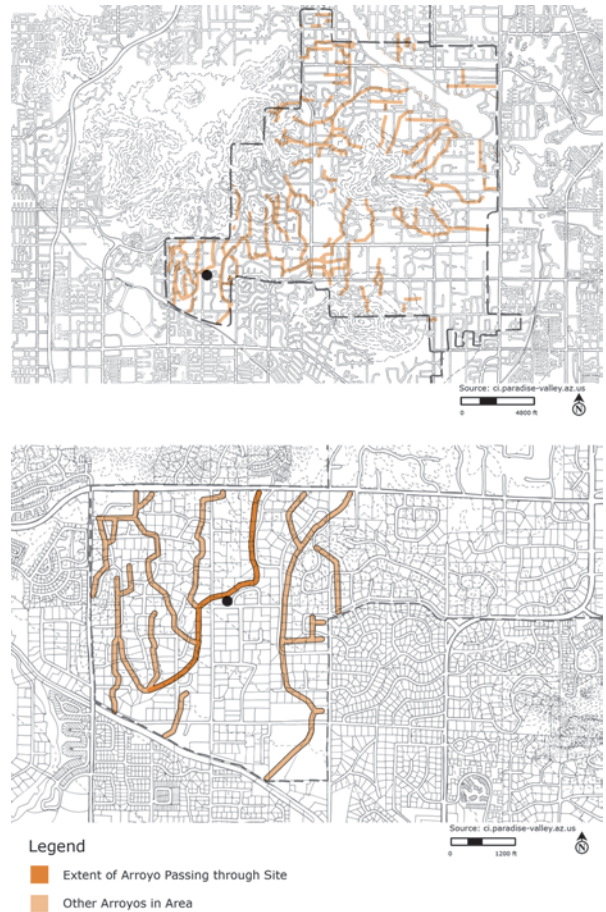 Source: ci.paradise-valley.az.us
0 4800 ft
N
Source: ci.paradise-valley.az.us
0 1200 ft
N
Legend
Extent of Arroyo Passing through Site
Other Arroyos in Area